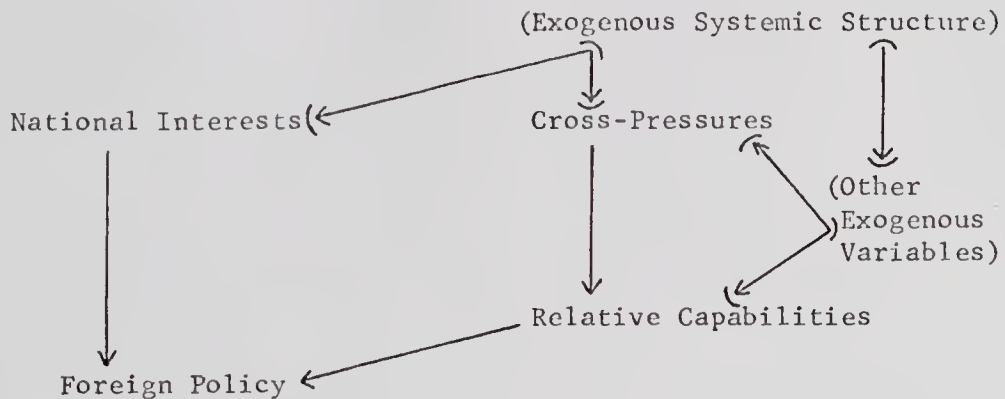 (Exogenous Systemic Structure)
National Interests
Cross-Pressures
(Other
Exogenous
Variables)
Relative Capabilities
Foreign Policy